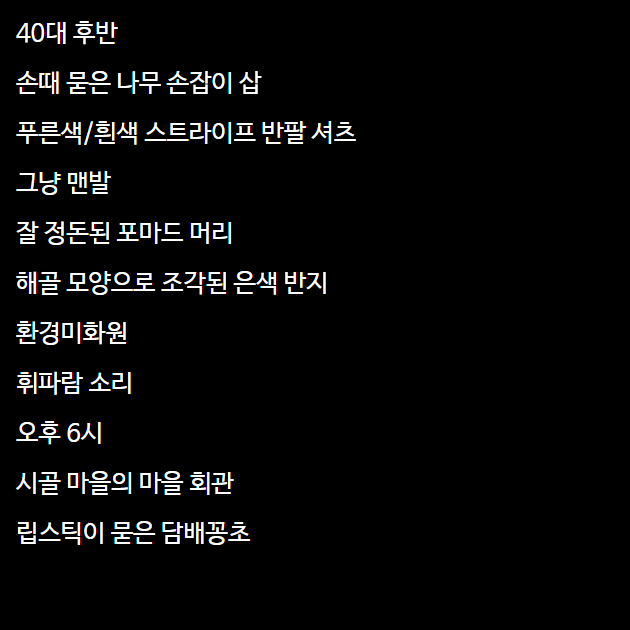 40대 후반
손때 묻은 나무 손잡이 삽
푸른색/흰색 스트라이프 반팔 셔츠
그냥 맨발
잘 정돈된 포마드 머리
해골 모양으로 조각된 은색 반지
환경미화원
휘파람 소리
오후 6시
시골 마을의 마을 회관
립스틱이 묻은 담배꽁초